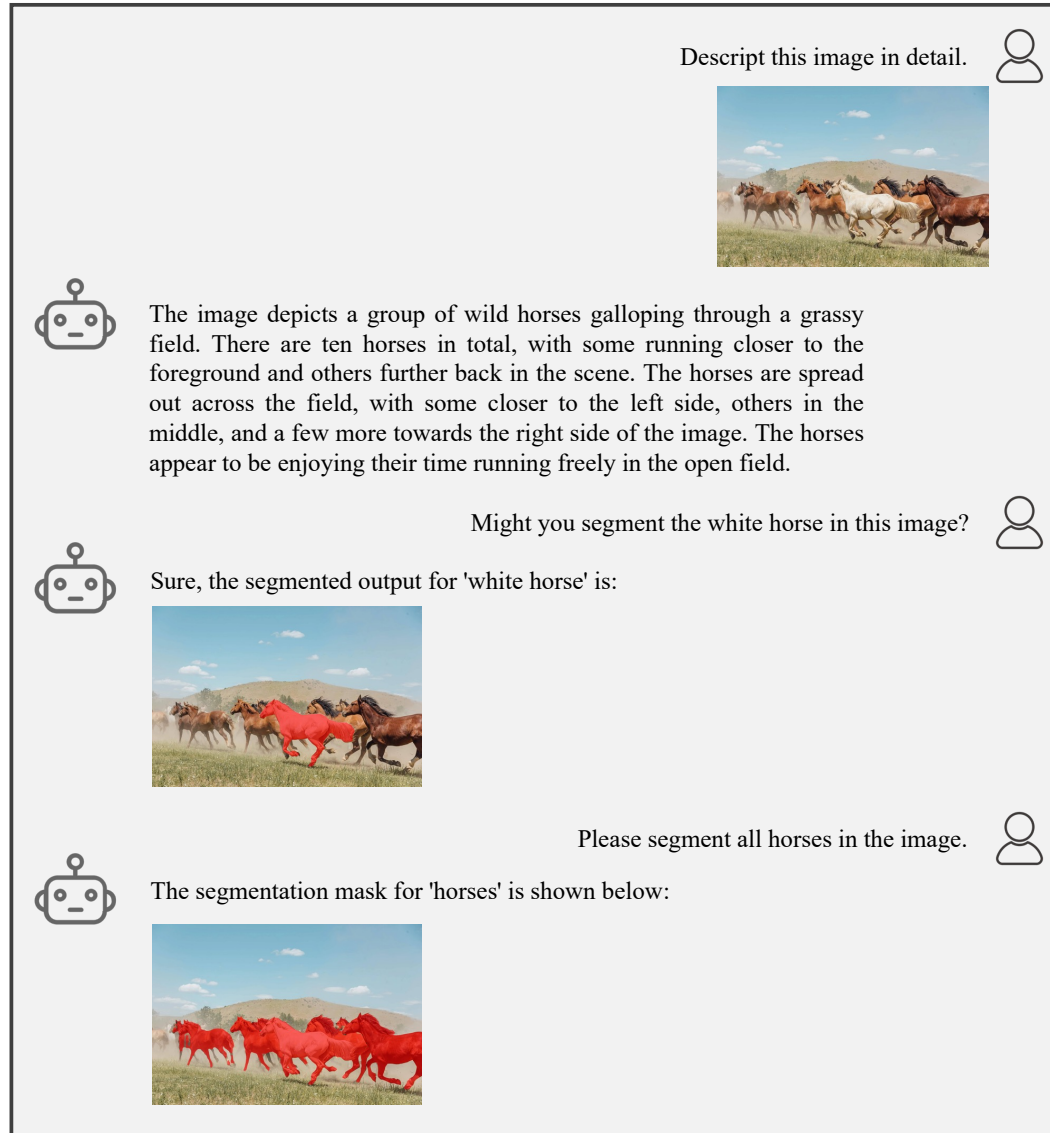 Descript this image in detail.
The image depicts a group of wild horses galloping through a grassy
field. There are ten horses in total, with some running closer to the
foreground and others further back in the scene. The horses are spread
out across the field, with some closer to the left side, others in the
middle, and a few more towards the right side of the image. The horses
appear to be enjoying their time running freely in the open field.
Might you segment the white horse in this image?
Sure, the segmented output for 'white horse' is:
Please segment all horses in the image.
The segmentation mask for 'horses' is shown below: